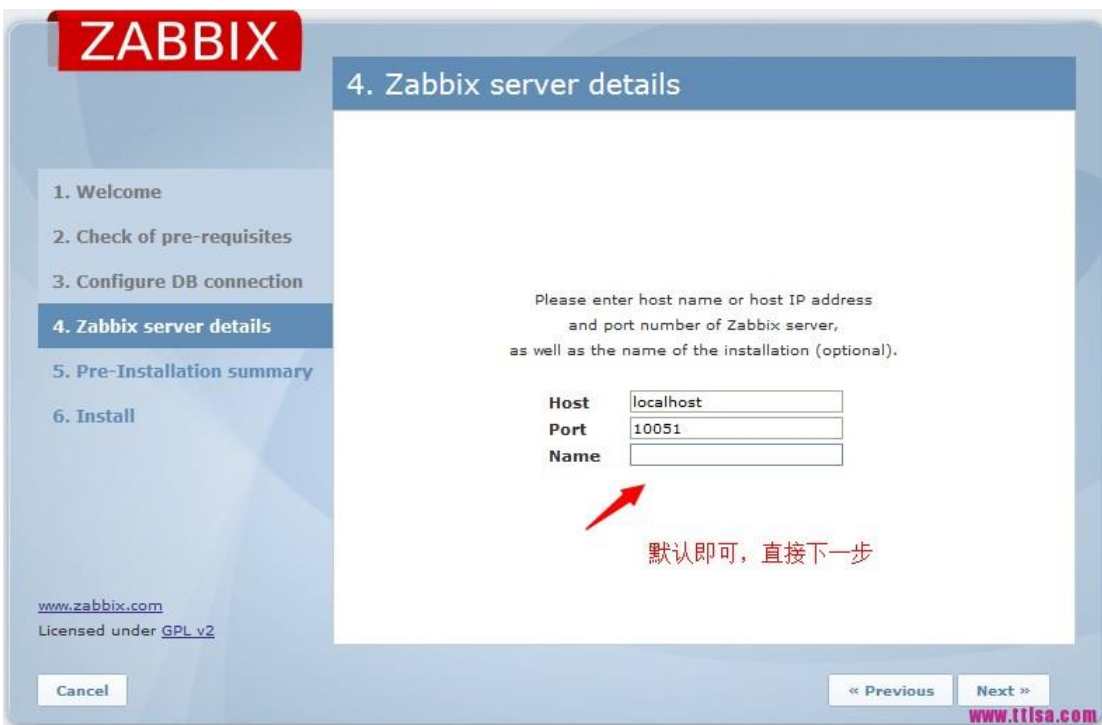 ZABBIX
4. Zabbix server details
1. Welcome
2. Check of pre-requisites
3. Configure DB connection
4. Zabbix server details
5. Pre-Installation summary
6. Install
Please enter host name or host IP address
and port number of Zabbix server,
as well as the name of the installation (optional).
Host localhost
Port 10051
Name
默认即可，直接下一步
www.zabbix.com
Licensed under GPL v2
Cancel
« Previous
Next »
www.ttlsa.com